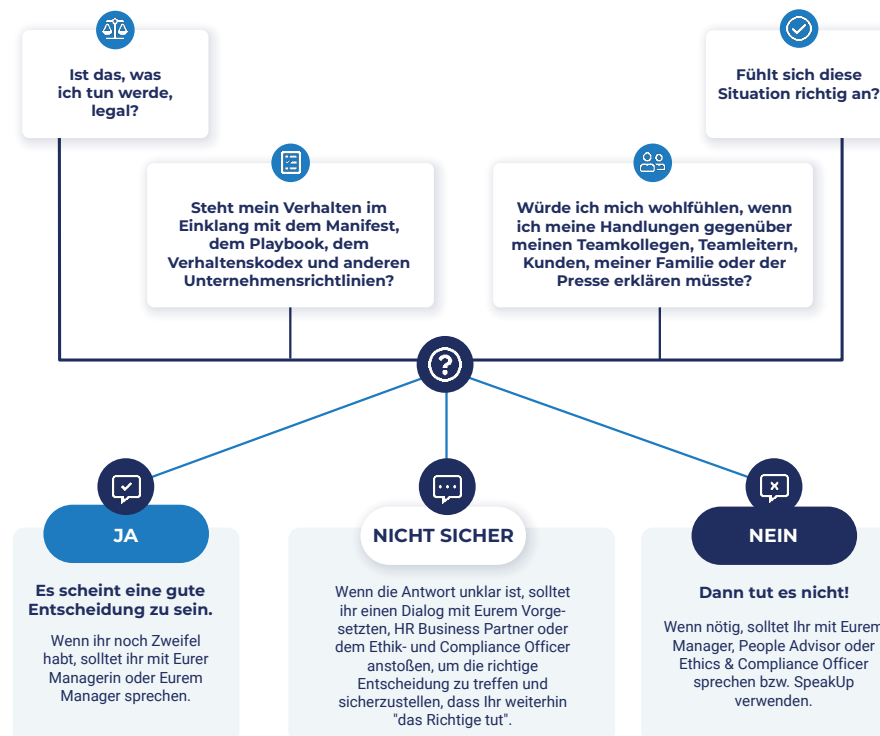 Ist das, was
ich tun werde,
legal?
Fühlt sich diese
Situation richtig an?
Steht mein Verhalten im
Einklang mit dem Manifest,
dem Playbook, dem
Verhaltenskodex und anderen
Unternehmensrichtlinien?
Würde ich mich wohlfühlen, wenn
ich meine Handlungen gegenüber
meinen Teamkollegen, Teamleitern,
Kunden, meiner Familie oder der
Presse erklären müsste?
?
JA
Es scheint eine gute
Entscheidung zu sein.
Wenn ihr noch Zweifel
habt, solltet ihr mit Eurer
Managerin oder Eurem
Manager sprechen.
NICHT SICHER
Wenn die Antwort unklar ist, solltet
ihr einen Dialog mit Eurem Vorge-
setzten, HR Business Partner oder
dem Ethik- und Compliance Officer
anstoßen, um die richtige
Entscheidung zu treffen und
sicherzustellen, dass Ihr weiterhin
"das Richtige tut".
NEIN
Dann tut es nicht!
Wenn nötig, solltet Ihr mit Eurem
Manager, People Advisor oder
Ethics & Compliance Officer
sprechen bzw. SpeakUp
verwenden.